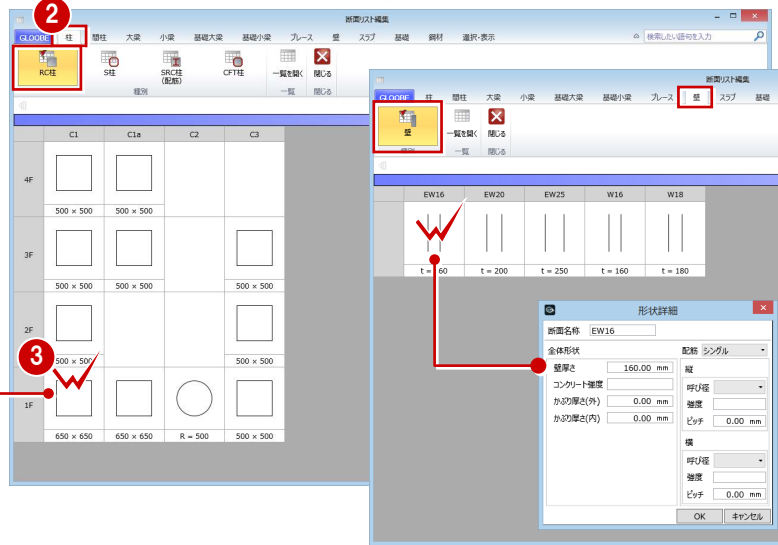 断面リスト編集
2
GLOOBE 柱 間柱 大梁 小梁 基礎大梁 基礎小梁 ブレース 壁 スラブ 基礎 鋼材 選択・表示 検索したい語句を入力
RC柱 S柱 SRC柱 (配筋) CFT柱 一覧を開く 閉じる
種別 一覧 閉じる
C1 C1a C2 C3
4F
500 × 500 500 × 500
3F
500 × 500 500 × 500 500 × 500
2F
3
500 × 500 500 × 500
1F
650 × 650 650 × 650 R = 500 500 × 500
断面リスト編集
GLOOBE 柱 間柱 大梁 小梁 基礎大梁 基礎小梁 ブレース 壁 スラブ 基礎
壁 一覧を開く 閉じる
種別 一覧 閉じる
EW16 EW20 EW25 W16 W18
t = 160 t = 200 t = 250 t = 160 t = 180
形状詳細
断面名称 EW16
全体形状 配筋 シングル
壁厚さ 160.00 mm 縦
コンクリート強度 呼び径
かぶり厚さ(外) 0.00 mm 強度
かぶり厚さ(内) 0.00 mm ピッチ 0.00 mm
横
呼び径
強度
ピッチ 0.00 mm
OK キャンセル